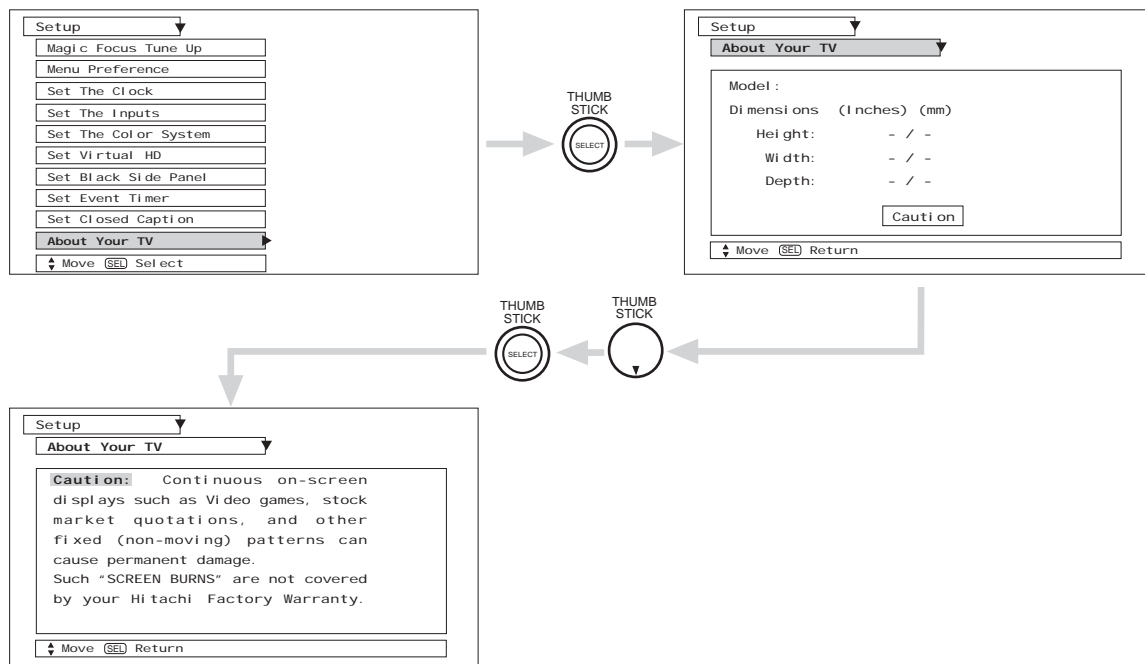 Setup
Magic Focus Tune Up
Menu Preference
Set The Clock
Set The Inputs
Set The Color System
Set Virtual HD
Set Black Side Panel
Set Event Timer
Set Closed Caption
About Your TV
Move SEL Select
THUMB
STICK
SELECT
Setup
About Your TV
Model:
Dimensions (Inches) (mm)
Height: - / -
Width: - / -
Depth: - / -
Caution
Move SEL Return
THUMB
STICK
SELECT
THUMB
STICK
Setup
About Your TV
Caution: Continuous on-screen
displays such as Video games, stock
market quotations, and other
fixed (non-moving) patterns can
cause permanent damage.
Such “SCREEN BURNS” are not covered
by your Hitachi Factory Warranty.
Move SEL Return